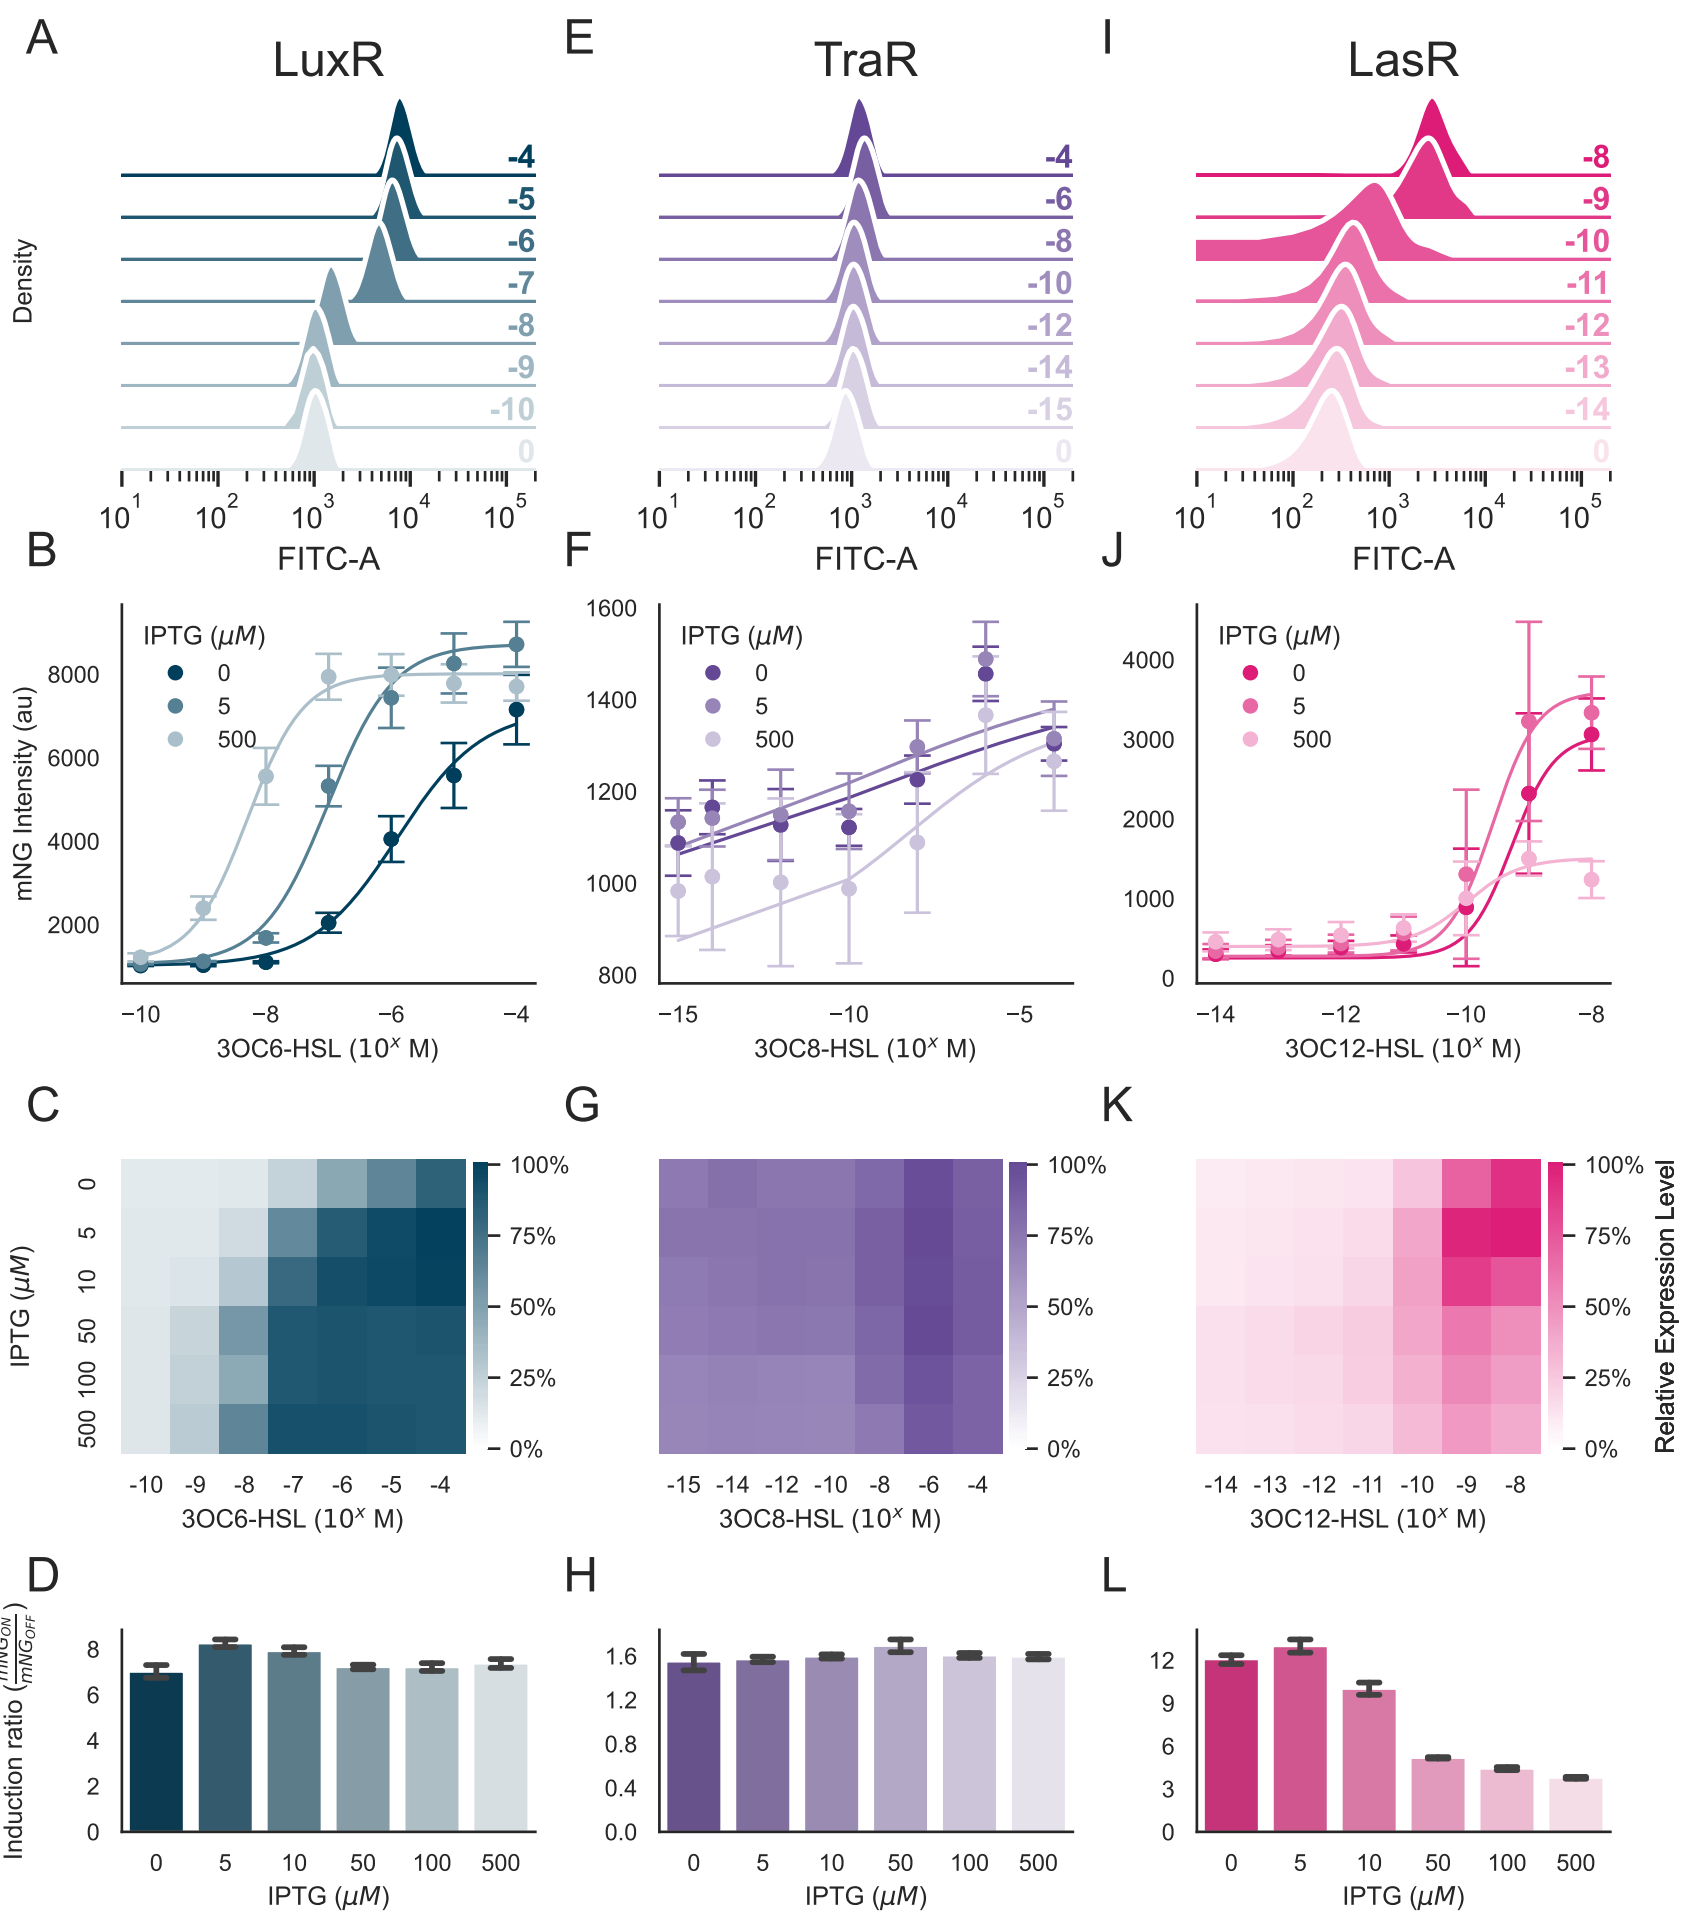 A
E
I
LuxR
TraR
LasR
-4
-5
-6
-7
-8
-9
-10
0
Density
10^1 10^2 10^3 10^4 10^5
FITC-A
-4
-6
-8
-10
-12
-14
-15
0
10^1 10^2 10^3 10^4 10^5
FITC-A
-8
-9
-10
-11
-12
-13
-14
0
10^1 10^2 10^3 10^4 10^5
FITC-A
B
mNG Intensity (au)
8000
6000
4000
2000
IPTG (μM)
0
5
500
−10 −8 −6 −4
3OC6-HSL (10^x M)
F
1600
1400
1200
1000
800
IPTG (μM)
0
5
500
−15 −10 −5
3OC8-HSL (10^x M)
J
4000
3000
2000
1000
0
IPTG (μM)
0
5
500
−14 −12 −10 −8
3OC12-HSL (10^x M)
C
IPTG (μM)
0
5
10
50
100
500
100%
75%
50%
25%
0%
-10 -9 -8 -7 -6 -5 -4
3OC6-HSL (10^x M)
G
100%
75%
50%
25%
0%
-15 -14 -12 -10 -8 -6 -4
3OC8-HSL (10^x M)
K
100%
75%
50%
25%
0%
Relative Expression Level
-14 -13 -12 -11 -10 -9 -8
3OC12-HSL (10^x M)
D
Induction ratio (mNG_ON/mNG_OFF)
8
6
4
2
0
0 5 10 50 100 500
IPTG (μM)
H
1.6
1.2
0.8
0.4
0.0
0 5 10 50 100 500
IPTG (μM)
L
12
9
6
3
0
0 5 10 50 100 500
IPTG (μM)